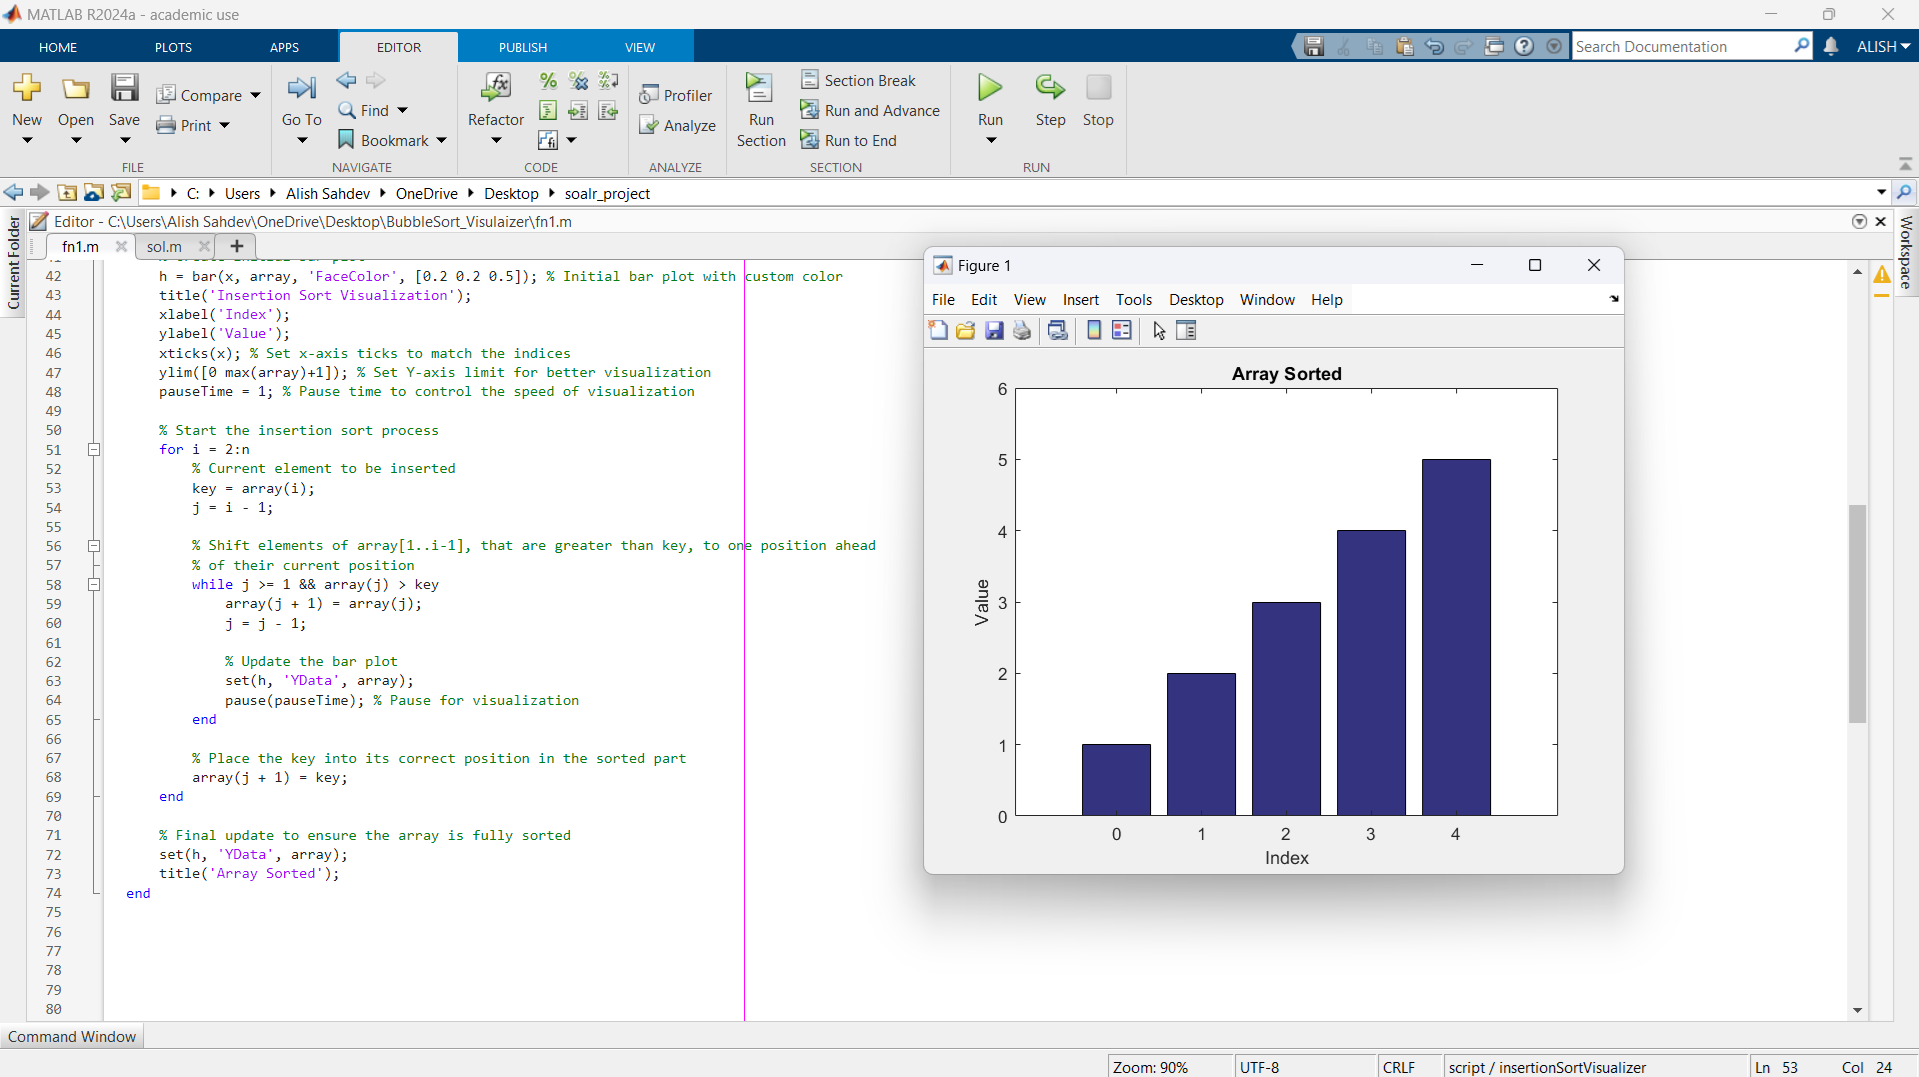 MATLAB R2024a - academic use
HOME PLOTS APPS EDITOR PUBLISH VIEW Search Documentation ALISH
New Open Save Compare Print
FILE
Go To Find Bookmark
NAVIGATE
Refactor
CODE
Profiler Analyze
ANALYZE
Run Section Section Break Run and Advance Run to End
SECTION
Run Step Stop
RUN
C: Users Alish Sahdev OneDrive Desktop soalr_project
Current Folder
Editor - C:\Users\Alish Sahdev\OneDrive\Desktop\BubbleSort_Visulaizer\fn1.m
Workspace
fn1.m sol.m +
42 h = bar(x, array, 'FaceColor', [0.2 0.2 0.5]); % Initial bar plot with custom color
43 title('Insertion Sort Visualization');
44 xlabel('Index');
45 ylabel('Value');
46 xticks(x); % Set x-axis ticks to match the indices
47 ylim([0 max(array)+1]); % Set Y-axis limit for better visualization
48 pauseTime = 1; % Pause time to control the speed of visualization
49
50 % Start the insertion sort process
51 for i = 2:n
52 % Current element to be inserted
53 key = array(i);
54 j = i - 1;
55
56 % Shift elements of array[1..i-1], that are greater than key, to one position ahead
57 % of their current position
58 while j >= 1 && array(j) > key
59 array(j + 1) = array(j);
60 j = j - 1;
61
62 % Update the bar plot
63 set(h, 'YData', array);
64 pause(pauseTime); % Pause for visualization
65 end
66
67 % Place the key into its correct position in the sorted part
68 array(j + 1) = key;
69 end
70
71 % Final update to ensure the array is fully sorted
72 set(h, 'YData', array);
73 title('Array Sorted');
74 end
75
76
77
78
79
80
Figure 1
File Edit View Insert Tools Desktop Window Help
Array Sorted
6
5
4
3
2
1
0
Value
0 1 2 3 4
Index
Command Window
Zoom: 90% UTF-8 CRLF script / insertionSortVisualizer Ln 53 Col 24